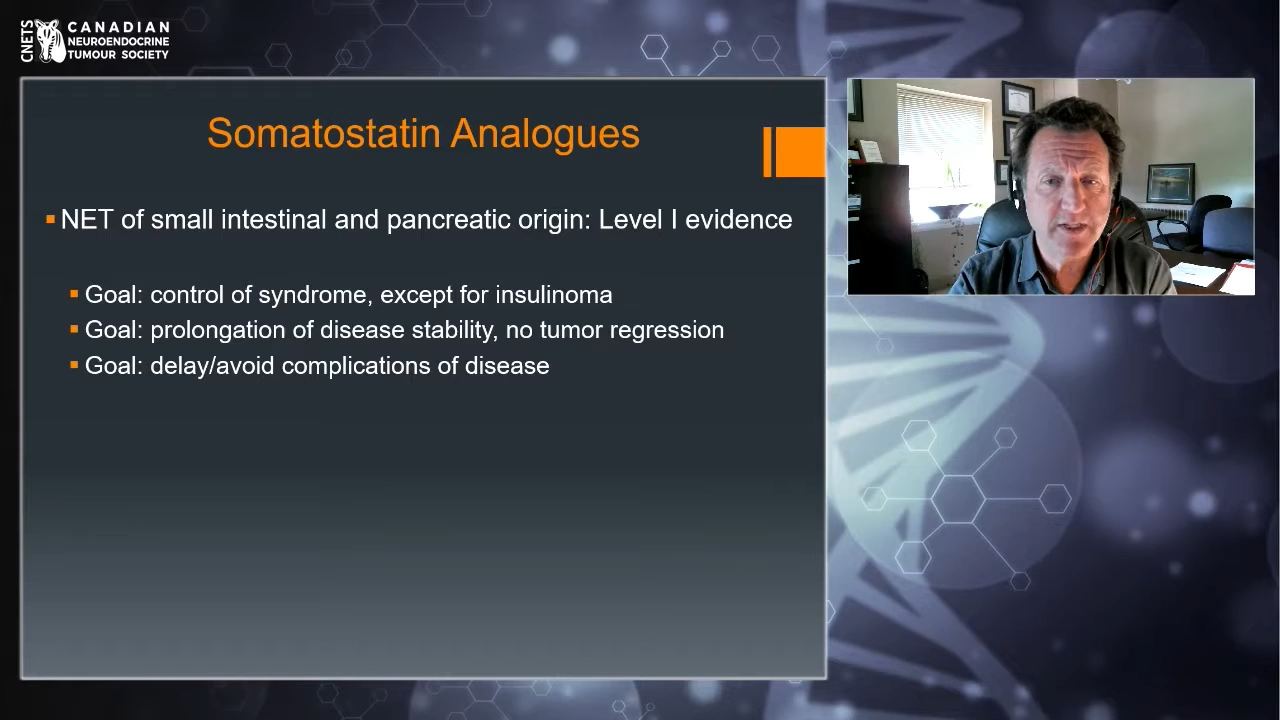 CNETS
CANADIAN
NEUROENDOCRINE
TUMOUR SOCIETY
Somatostatin Analogues
NET of small intestinal and pancreatic origin: Level I evidence
Goal: control of syndrome, except for insulinoma
Goal: prolongation of disease stability, no tumor regression
Goal: delay/avoid complications of disease